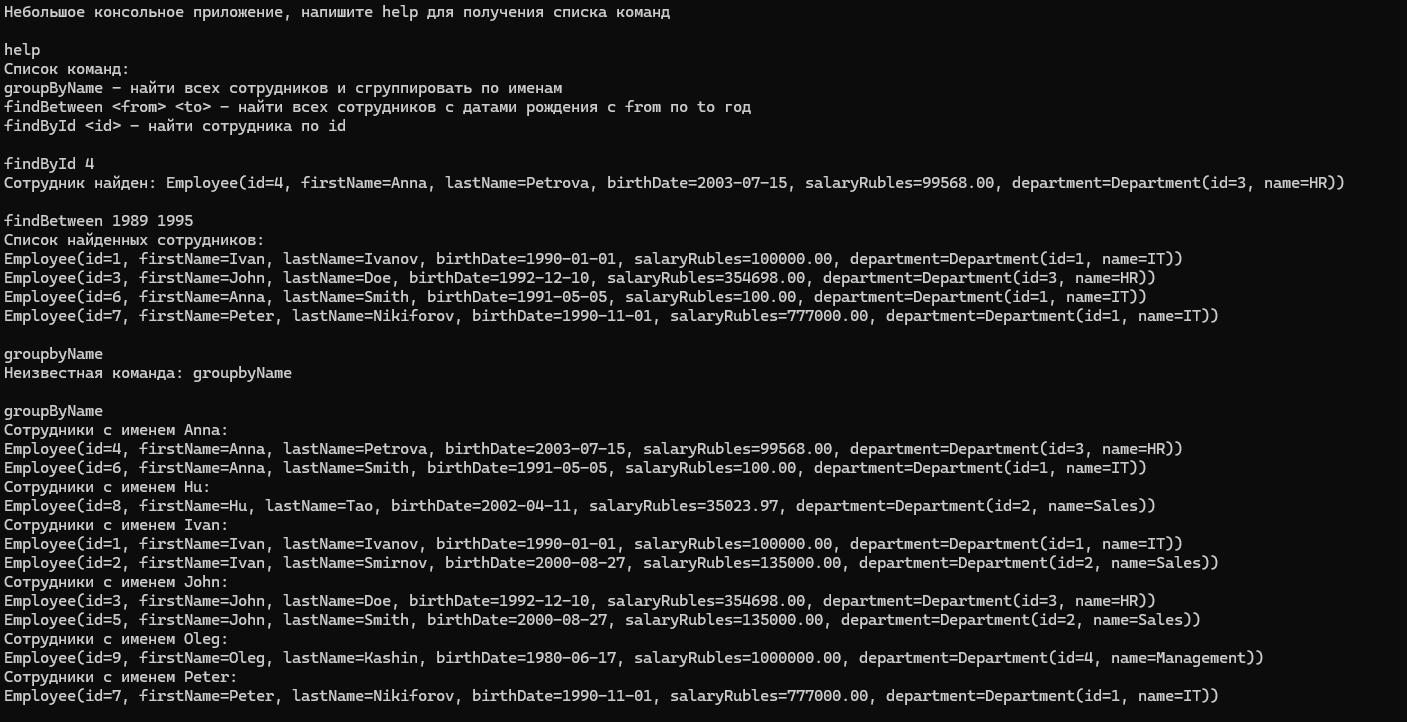 Небольшое консольное приложение, напишите help для получения списка команд
help
Список команд:
groupByName – найти всех сотрудников и сгруппировать по именам
findBetween <from> <to> – найти всех сотрудников с датами рождения с from по to год
findById <id> – найти сотрудника по id
findById 4
Сотрудник найден: Employee(id=4, firstName=Anna, lastName=Petrova, birthDate=2003-07-15, salaryRubles=99568.00, department=Department(id=3, name=HR))
findBetween 1989 1995
Список найденных сотрудников:
Employee(id=1, firstName=Ivan, lastName=Ivanov, birthDate=1990-01-01, salaryRubles=100000.00, department=Department(id=1, name=IT))
Employee(id=3, firstName=John, lastName=Doe, birthDate=1992-12-10, salaryRubles=354698.00, department=Department(id=3, name=HR))
Employee(id=6, firstName=Anna, lastName=Smith, birthDate=1991-05-05, salaryRubles=100.00, department=Department(id=1, name=IT))
Employee(id=7, firstName=Peter, lastName=Nikiforov, birthDate=1990-11-01, salaryRubles=777000.00, department=Department(id=1, name=IT))
groupbyName
Неизвестная команда: groupbyName
groupByName
Сотрудники с именем Anna:
Employee(id=4, firstName=Anna, lastName=Petrova, birthDate=2003-07-15, salaryRubles=99568.00, department=Department(id=3, name=HR))
Employee(id=6, firstName=Anna, lastName=Smith, birthDate=1991-05-05, salaryRubles=100.00, department=Department(id=1, name=IT))
Сотрудники с именем Hu:
Employee(id=8, firstName=Hu, lastName=Tao, birthDate=2002-04-11, salaryRubles=35023.97, department=Department(id=2, name=Sales))
Сотрудники с именем Ivan:
Employee(id=1, firstName=Ivan, lastName=Ivanov, birthDate=1990-01-01, salaryRubles=100000.00, department=Department(id=1, name=IT))
Employee(id=2, firstName=Ivan, lastName=Smirnov, birthDate=2000-08-27, salaryRubles=135000.00, department=Department(id=2, name=Sales))
Сотрудники с именем John:
Employee(id=3, firstName=John, lastName=Doe, birthDate=1992-12-10, salaryRubles=354698.00, department=Department(id=3, name=HR))
Employee(id=5, firstName=John, lastName=Smith, birthDate=2000-08-27, salaryRubles=135000.00, department=Department(id=2, name=Sales))
Сотрудники с именем Oleg:
Employee(id=9, firstName=Oleg, lastName=Kashin, birthDate=1980-06-17, salaryRubles=1000000.00, department=Department(id=4, name=Management))
Сотрудники с именем Peter:
Employee(id=7, firstName=Peter, lastName=Nikiforov, birthDate=1990-11-01, salaryRubles=777000.00, department=Department(id=1, name=IT))